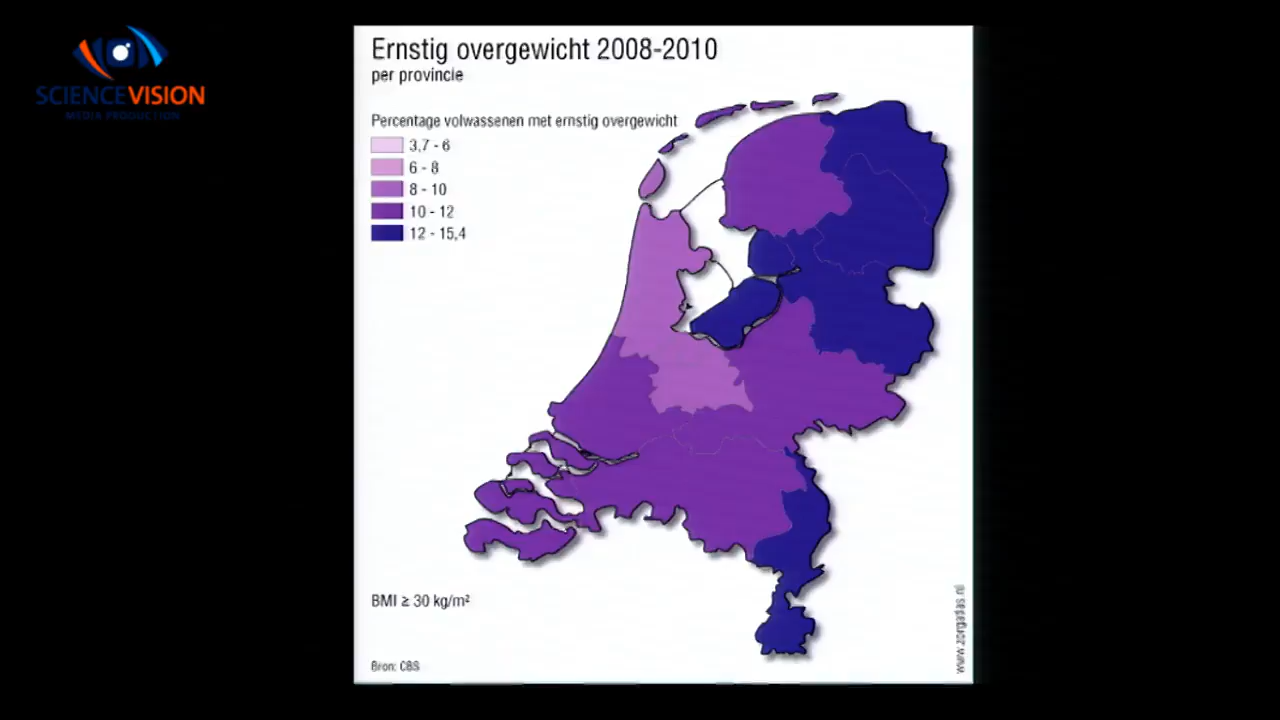 SCIENCEVISION
MEDIA PRODUCTION
Ernstig overgewicht 2008-2010
per provincie
Percentage volwassenen met ernstig overgewicht
3,7 - 6
6 - 8
8 - 10
10 - 12
12 - 15,4
BMI ≥ 30 kg/m²
Bron: CBS
www.zorgatlas.nl